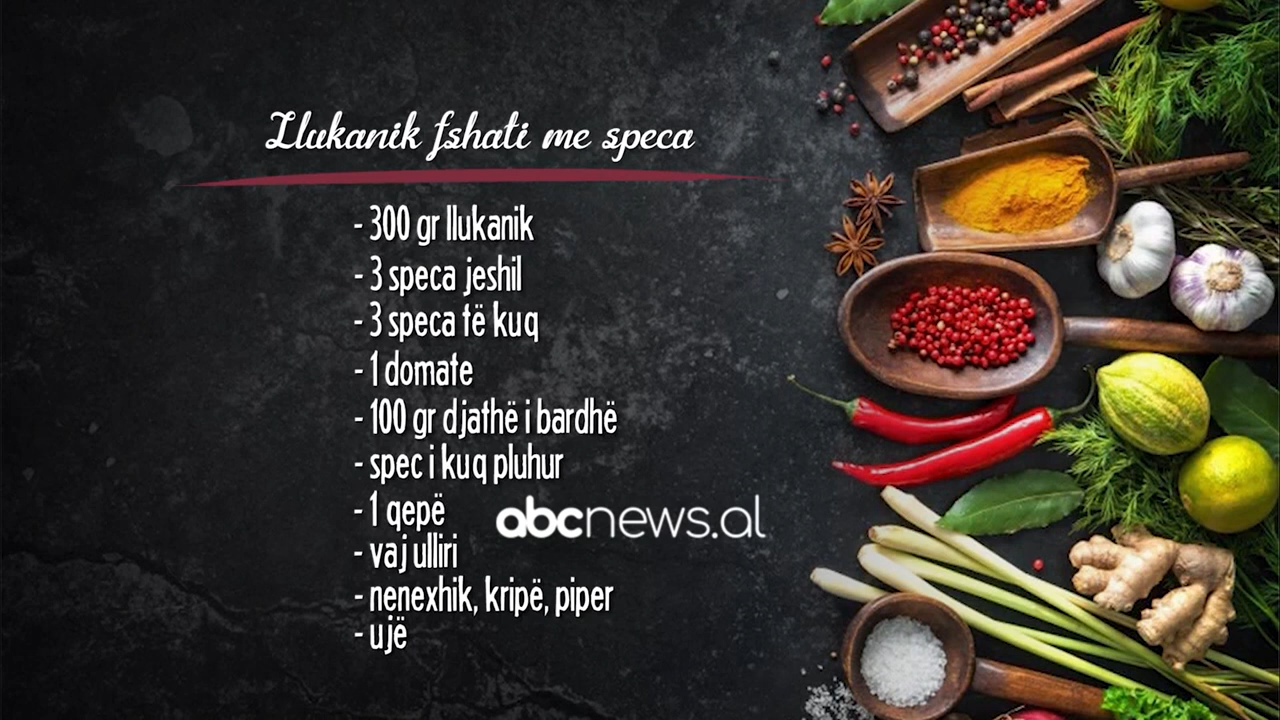 Llukanik fshati me speca
- 300 gr llukanik
- 3 speca jeshil
- 3 speca të kuq
- 1 domate
- 100 gr djathë i bardhë
- spec i kuq pluhur
- 1 qepë
abcnews.al
- vaj ulliri
- nenexhik, kripë, piper
- ujë